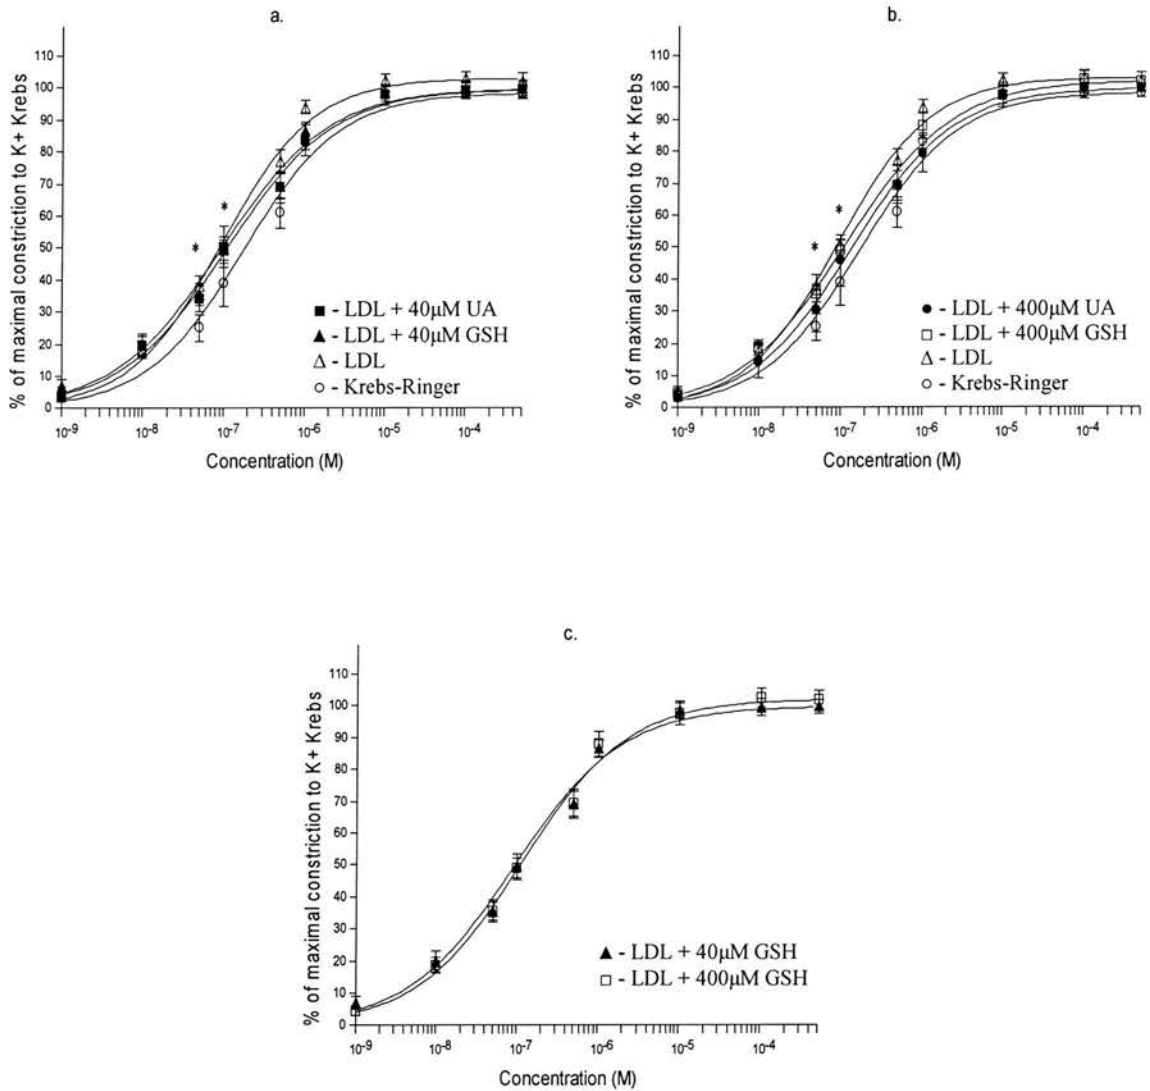 a.
% of maximal constriction to K+ Krebs
110
100
90
80
70
60
50
40
30
20
10
0
*
*
■ - LDL + 40µM UA
▲ - LDL + 40µM GSH
△ - LDL
○ - Krebs-Ringer
10-9 10-8 10-7 10-6 10-5 10-4
Concentration (M)
b.
% of maximal constriction to K+ Krebs
110
100
90
80
70
60
50
40
30
20
10
0
*
*
● - LDL + 400µM UA
□ - LDL + 400µM GSH
△ - LDL
○ - Krebs-Ringer
10-9 10-8 10-7 10-6 10-5 10-4
Concentration (M)
c.
% of maximal constriction to K+ Krebs
110
100
90
80
70
60
50
40
30
20
10
0
▲ - LDL + 40µM GSH
□ - LDL + 400µM GSH
10-9 10-8 10-7 10-6 10-5 10-4
Concentration (M)